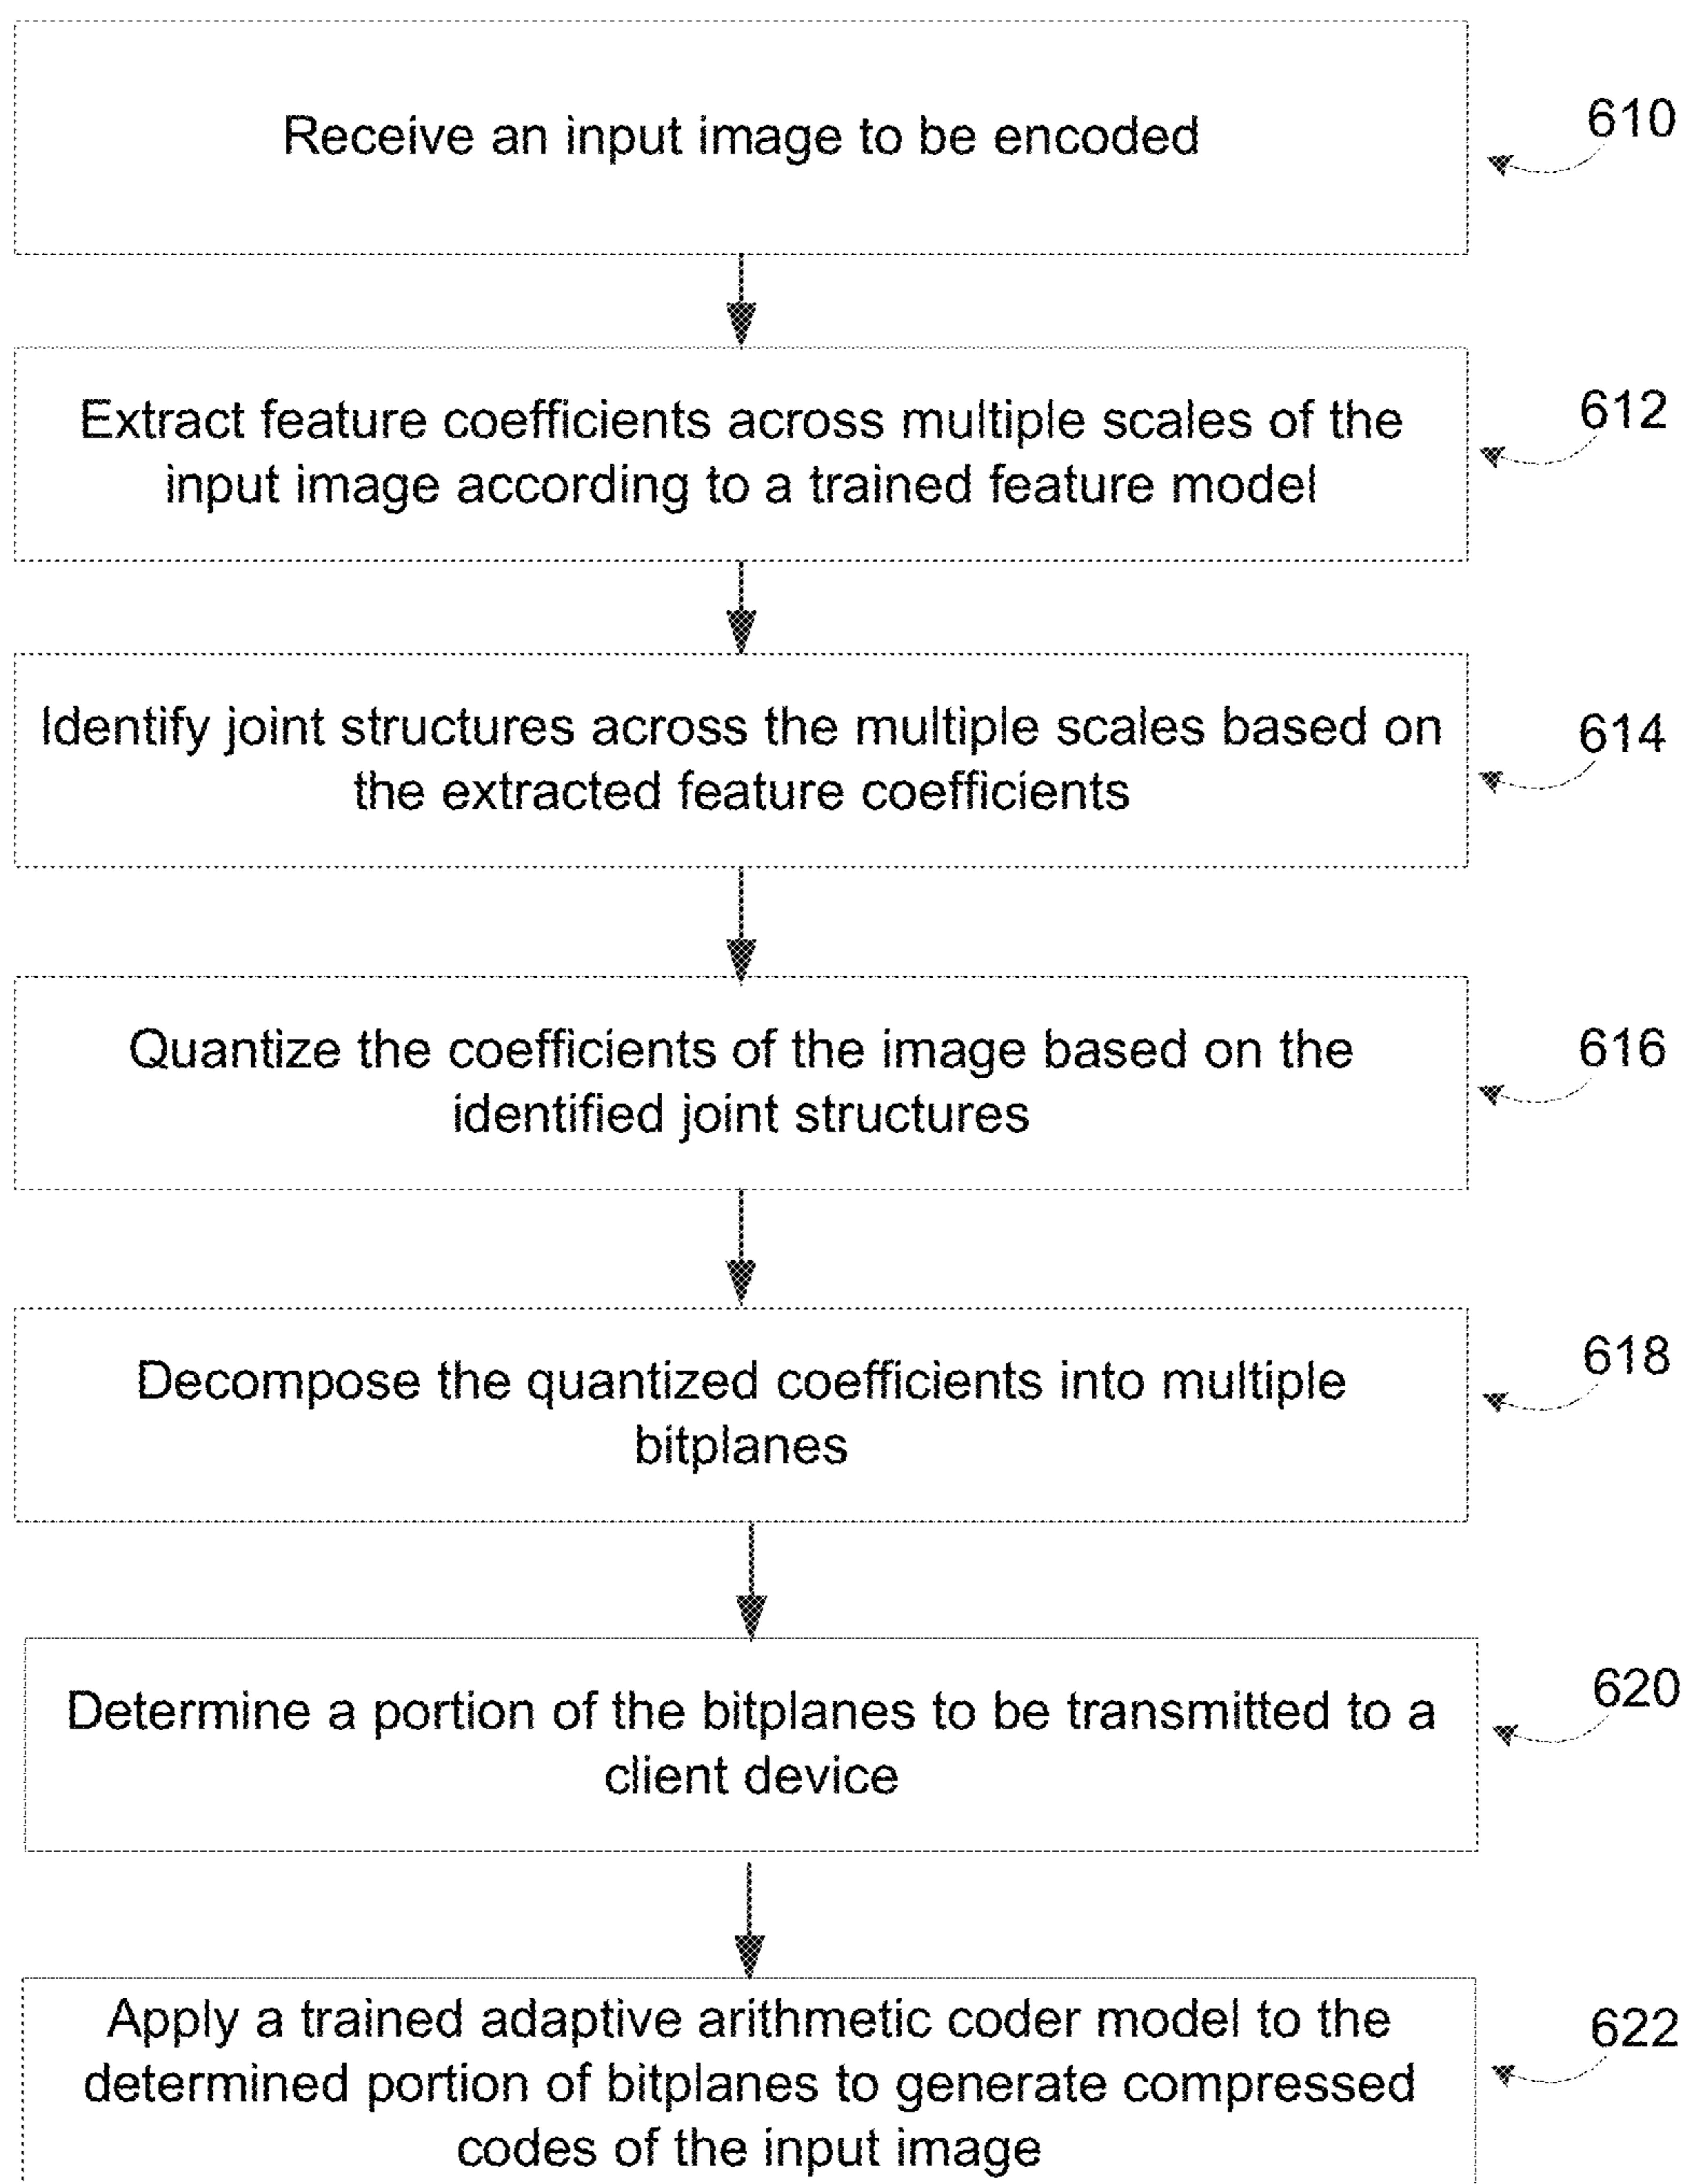 Receive an input image to be encoded
610
Extract feature coefficients across multiple scales of the
input image according to a trained feature model
612
Identify joint structures across the multiple scales based on
the extracted feature coefficients
614
Quantize the coefficients of the image based on the
identified joint structures
616
Decompose the quantized coefficients into multiple
bitplanes
618
Determine a portion of the bitplanes to be transmitted to a
client device
620
Apply a trained adaptive arithmetic coder model to the
determined portion of bitplanes to generate compressed
codes of the input image
622